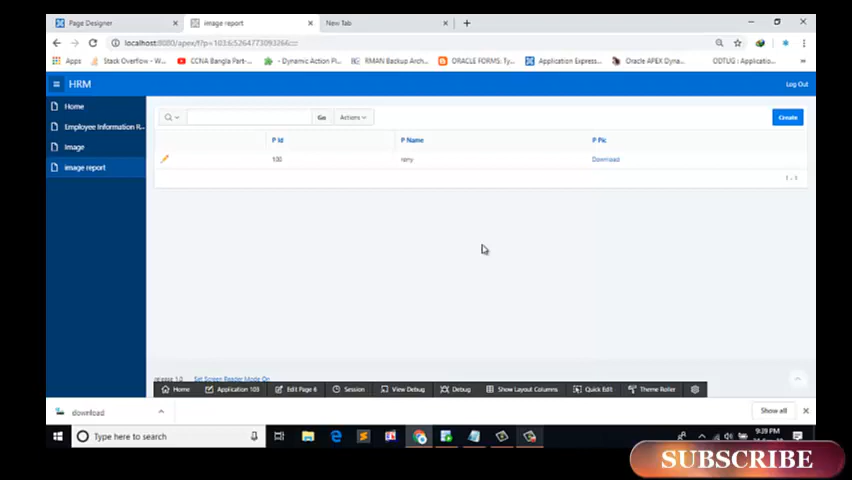 Page Designer
image report
New Tab
localhost:8080/apex/f?p=103:6:5264773093266:::
Apps
Stack Overflow - W...
CCNA Bangla Part-...
- Dynamic Action Pl...
RMAN Backup Arch...
ORACLE FORMS: Ty...
Application Express...
Oracle APEX Dyna...
ODTUG : Applicatio...
HRM
Log Out
Home
Employee Information R...
Image
image report
Go
Actions
Create
P Id
P Name
P Pic
100
Download
1 - 1
release 1.0
Set Screen Reader Mode On
Home
Application 103
Edit Page 6
Session
View Debug
Debug
Show Layout Columns
Quick Edit
Theme Roller
download
Show all
Type here to search
9:29 PM
SUBSCRIBE